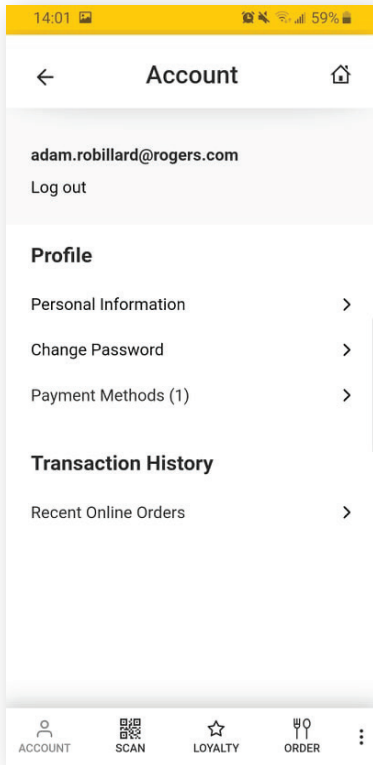 14:01 59%
Account
adam.robillard@rogers.com
Log out
Profile
Personal Information
Change Password
Payment Methods (1)
Transaction History
Recent Online Orders
ACCOUNT SCAN LOYALTY ORDER